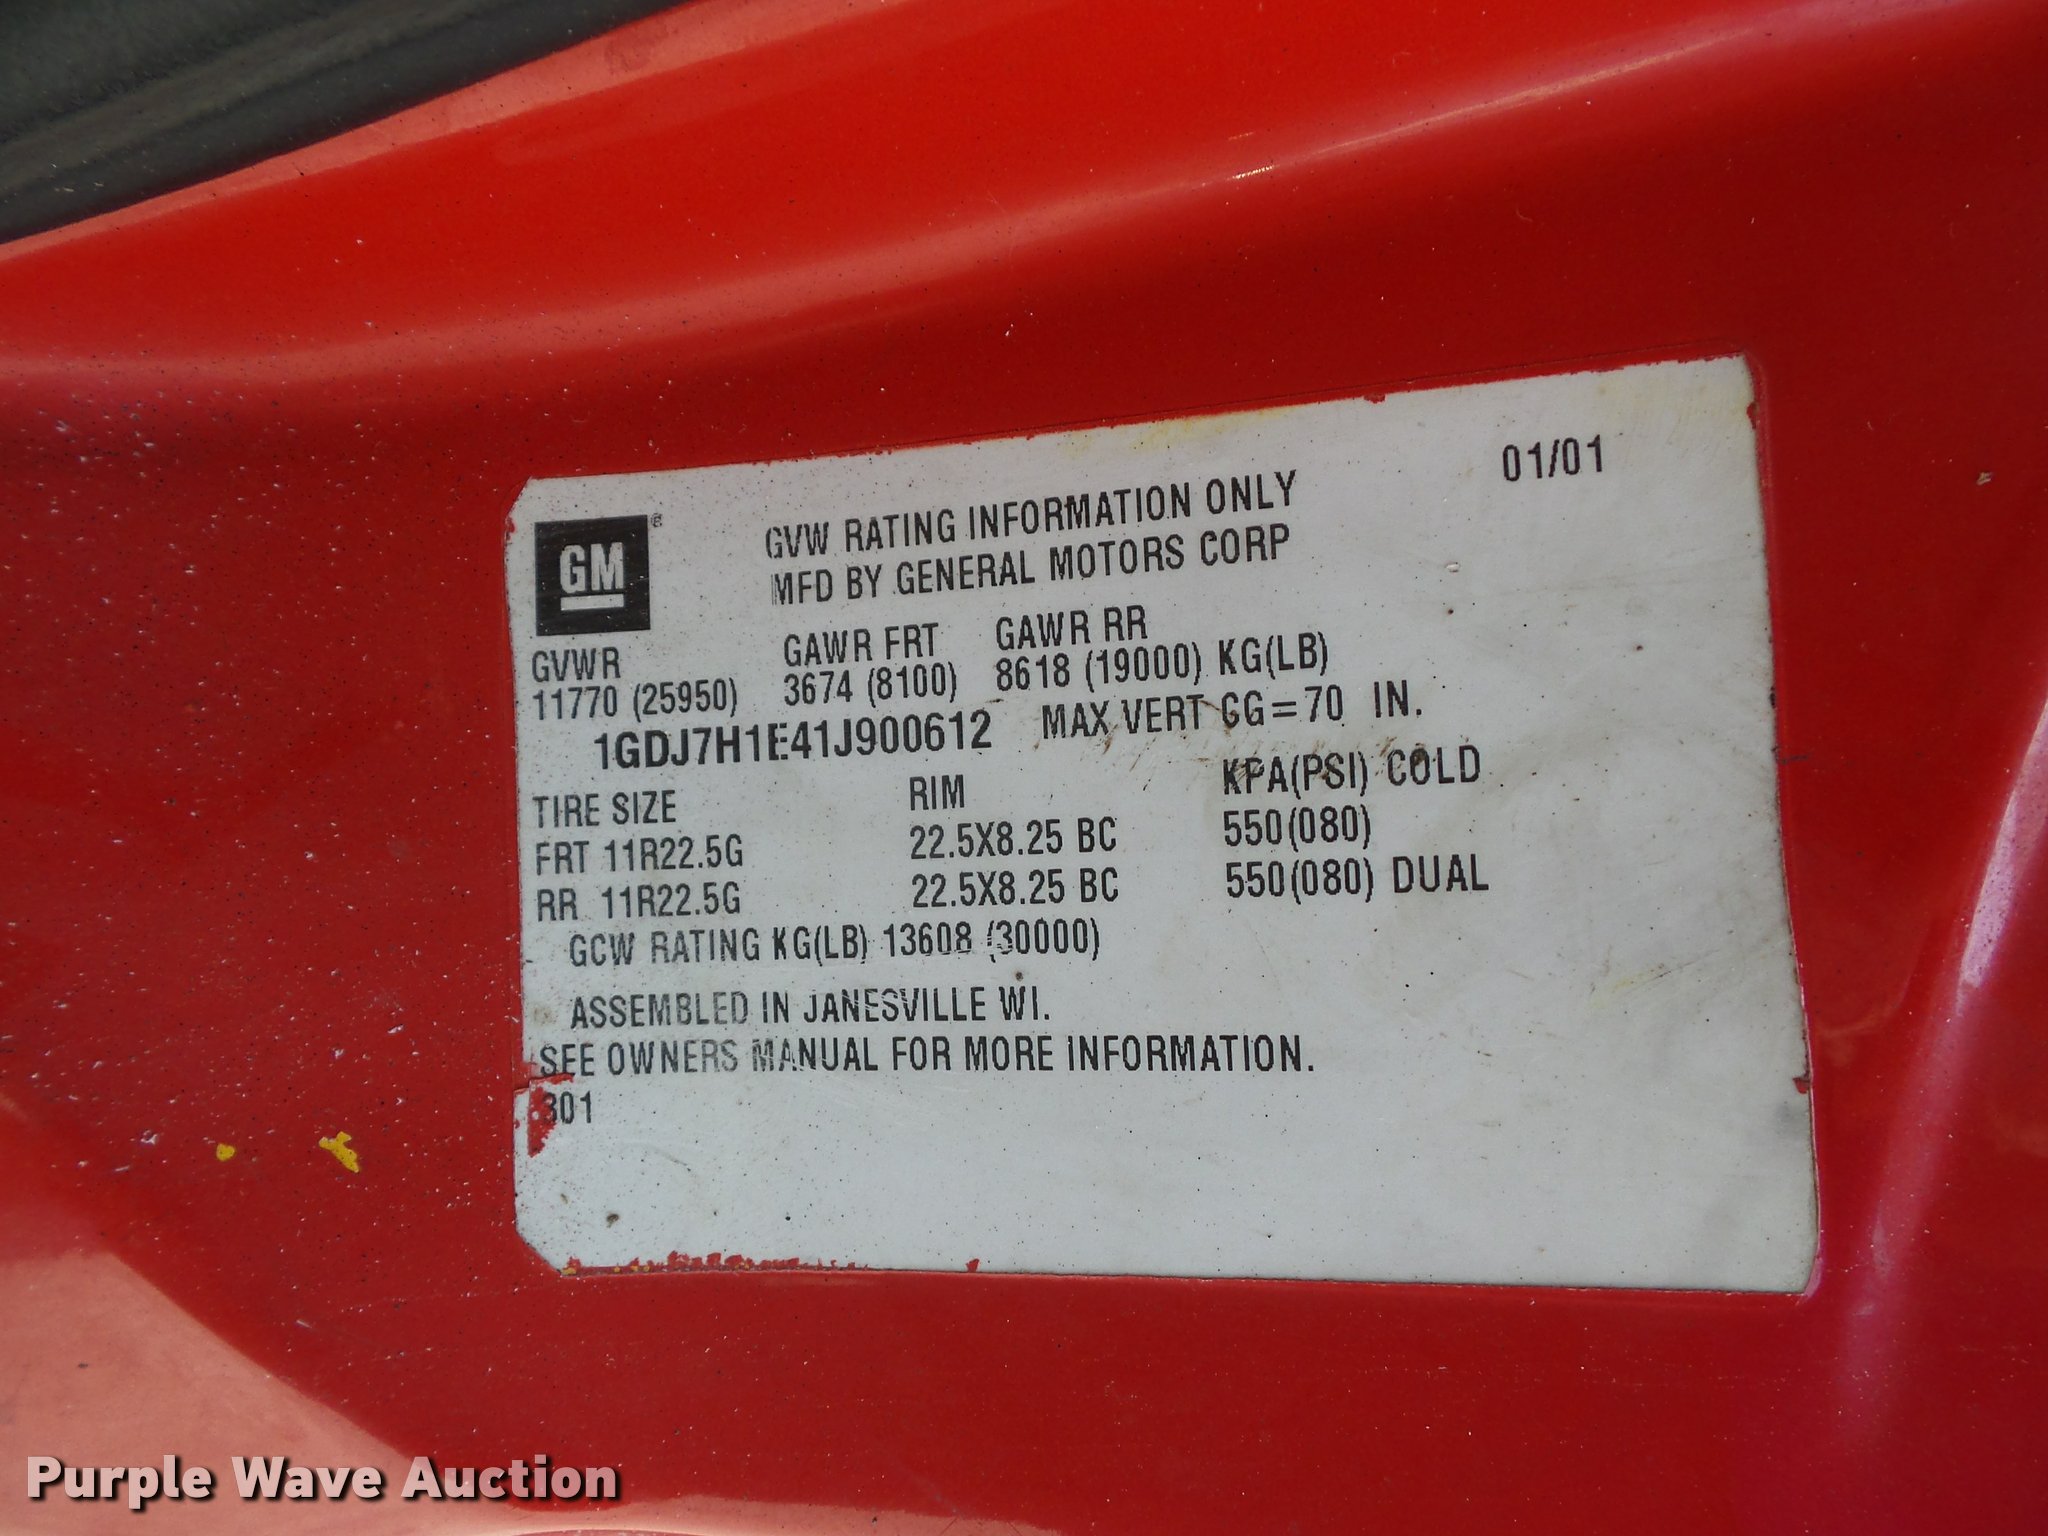 01/01
GM®
GVW RATING INFORMATION ONLY
MFD BY GENERAL MOTORS CORP
GVWR GAWR FRT GAWR RR
11770 (25950) 3674 (8100) 8618 (19000) KG(LB)
1GDJ7H1E41J900612 MAX VERT CG=70 IN.
TIRE SIZE RIM KPA(PSI) COLD
FRT 11R22.5G 22.5X8.25 BC 550(080)
RR 11R22.5G 22.5X8.25 BC 550(080) DUAL
GCW RATING KG(LB) 13608 (30000)
ASSEMBLED IN JANESVILLE WI.
SEE OWNERS MANUAL FOR MORE INFORMATION.
301
Purple Wave Auction